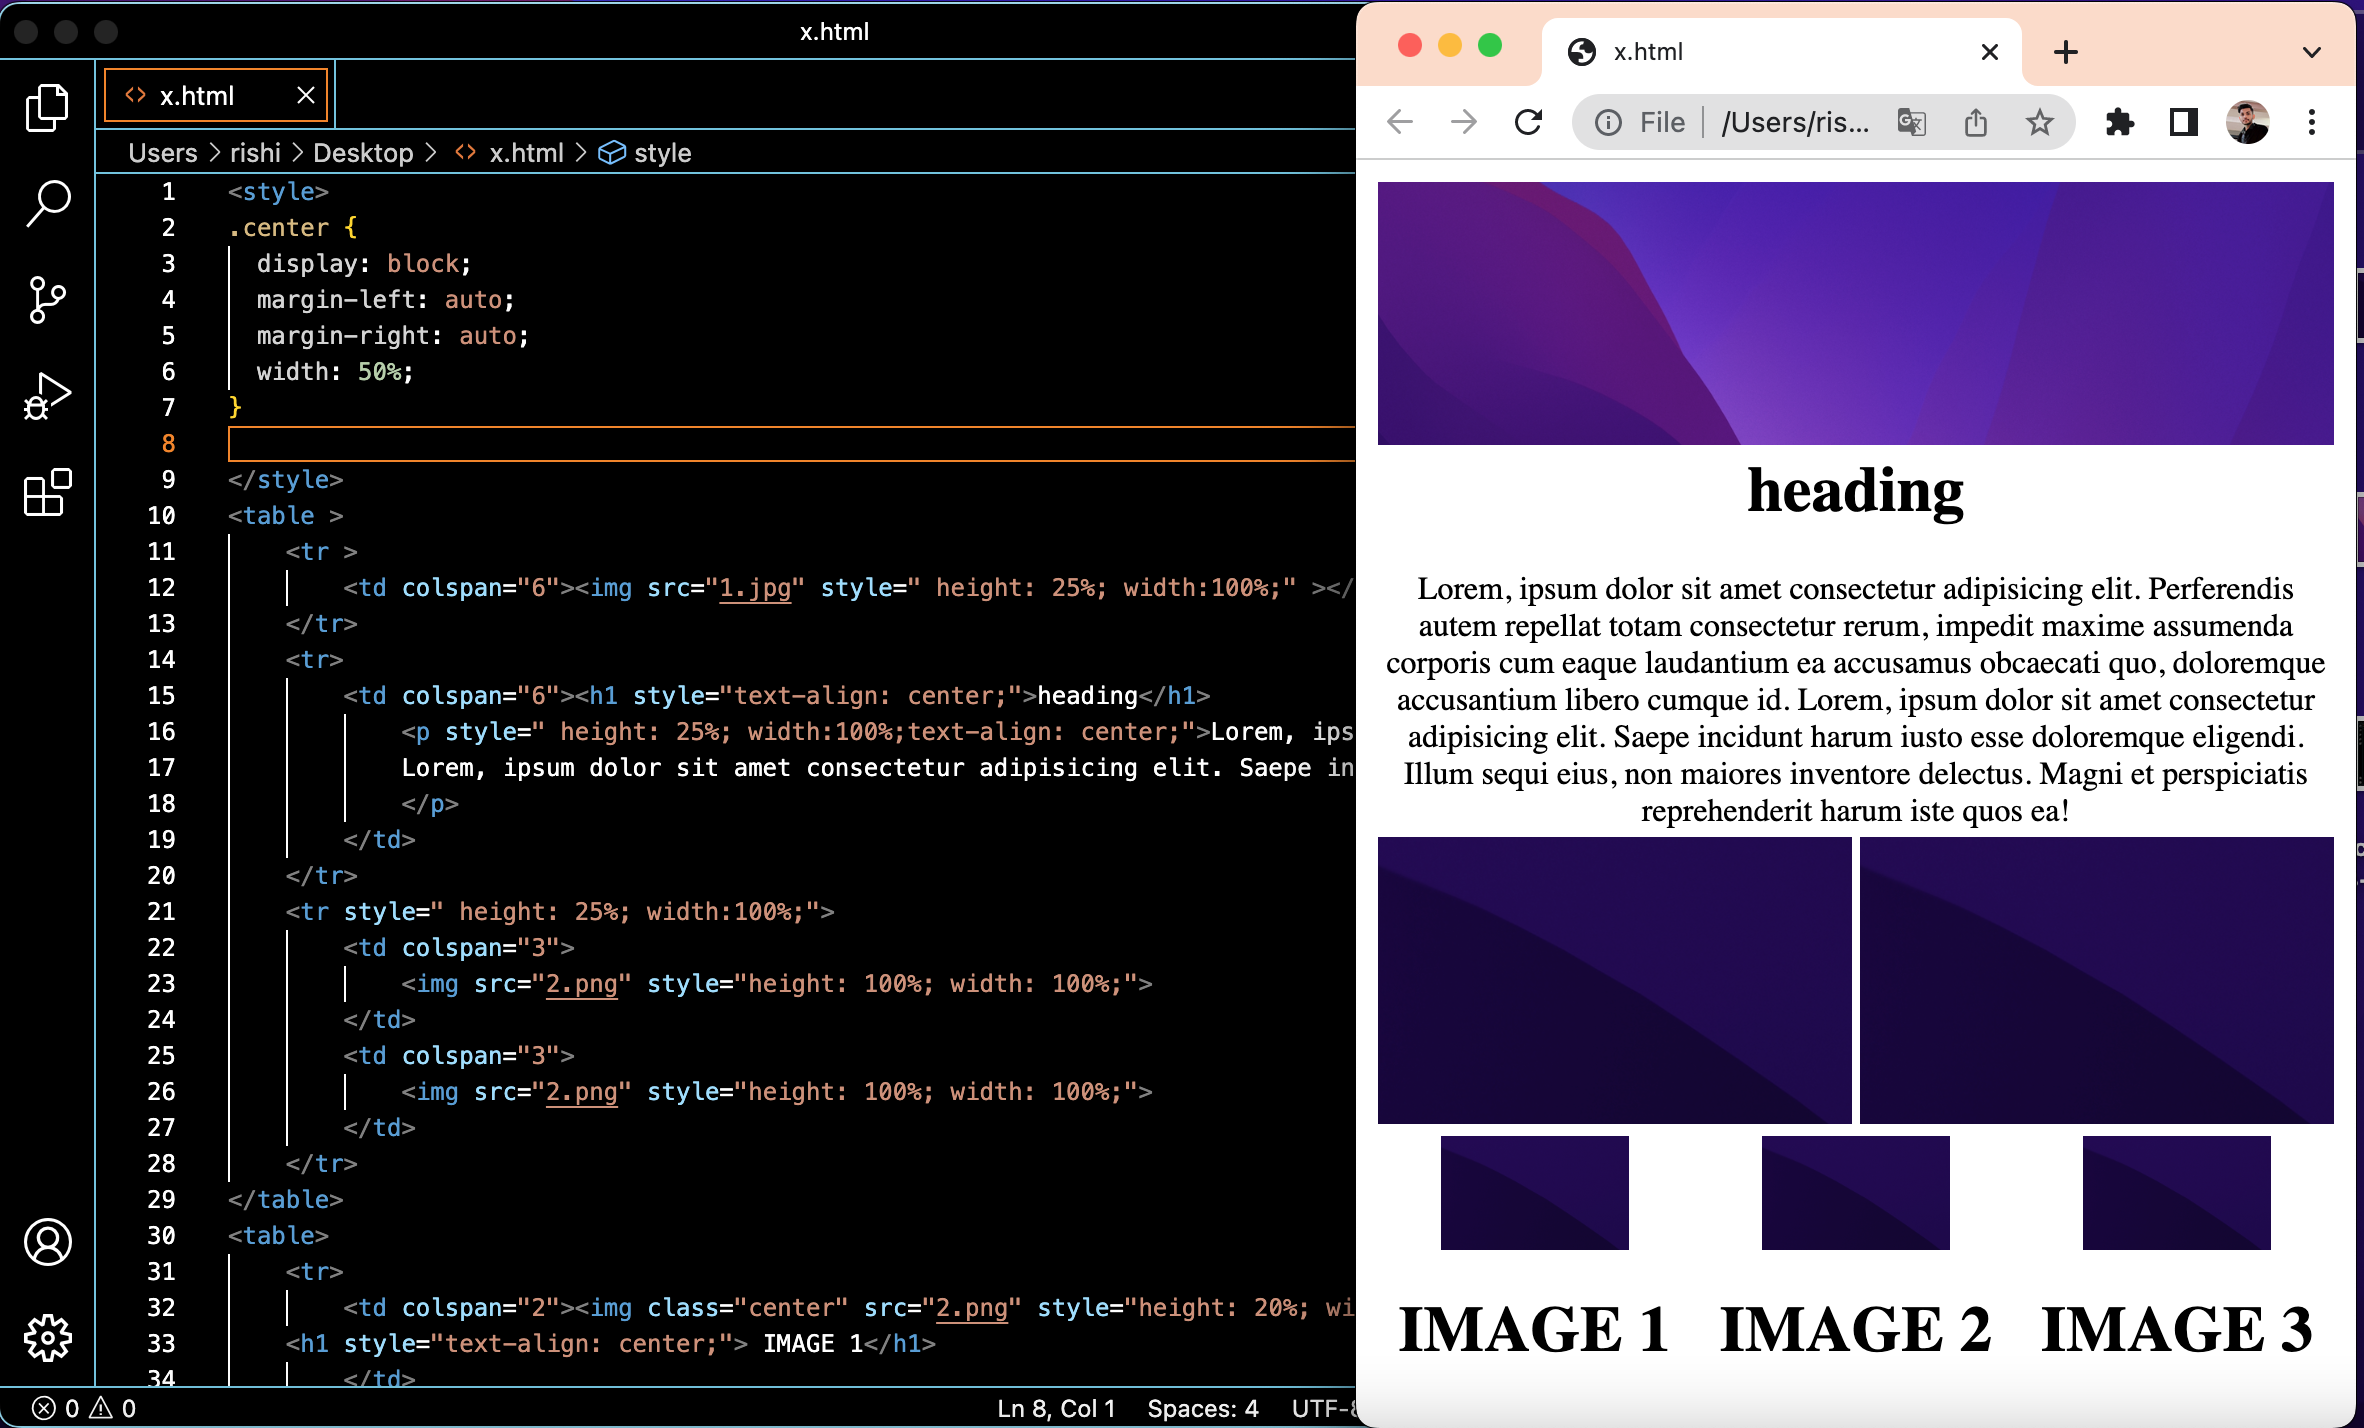 x.html
x.html
Users > rishi > Desktop > x.html > style
1 <style>
2 .center {
3 display: block;
4 margin-left: auto;
5 margin-right: auto;
6 width: 50%;
7 }
8
9 </style>
10 <table >
11 <tr >
12 <td colspan="6"><img src="1.jpg" style=" height: 25%; width:100%;" ></
13 </tr>
14 <tr>
15 <td colspan="6"><h1 style="text-align: center;">heading</h1>
16 <p style=" height: 25%; width:100%;text-align: center;">Lorem, ips
17 Lorem, ipsum dolor sit amet consectetur adipisicing elit. Saepe in
18 </p>
19 </td>
20 </tr>
21 <tr style=" height: 25%; width:100%;">
22 <td colspan="3">
23 <img src="2.png" style="height: 100%; width: 100%;">
24 </td>
25 <td colspan="3">
26 <img src="2.png" style="height: 100%; width: 100%;">
27 </td>
28 </tr>
29 </table>
30 <table>
31 <tr>
32 <td colspan="2"><img class="center" src="2.png" style="height: 20%; wi
33 <h1 style="text-align: center;"> IMAGE 1</h1>
34 </td>
0 0
Ln 8, Col 1 Spaces: 4 UTF-8
x.html
File | /Users/ris...
heading
Lorem, ipsum dolor sit amet consectetur adipisicing elit. Perferendis
autem repellat totam consectetur rerum, impedit maxime assumenda
corporis cum eaque laudantium ea accusamus obcaecati quo, doloremque
accusantium libero cumque id. Lorem, ipsum dolor sit amet consectetur
adipisicing elit. Saepe incidunt harum iusto esse doloremque eligendi.
Illum sequi eius, non maiores inventore delectus. Magni et perspiciatis
reprehenderit harum iste quos ea!
IMAGE 1 IMAGE 2 IMAGE 3